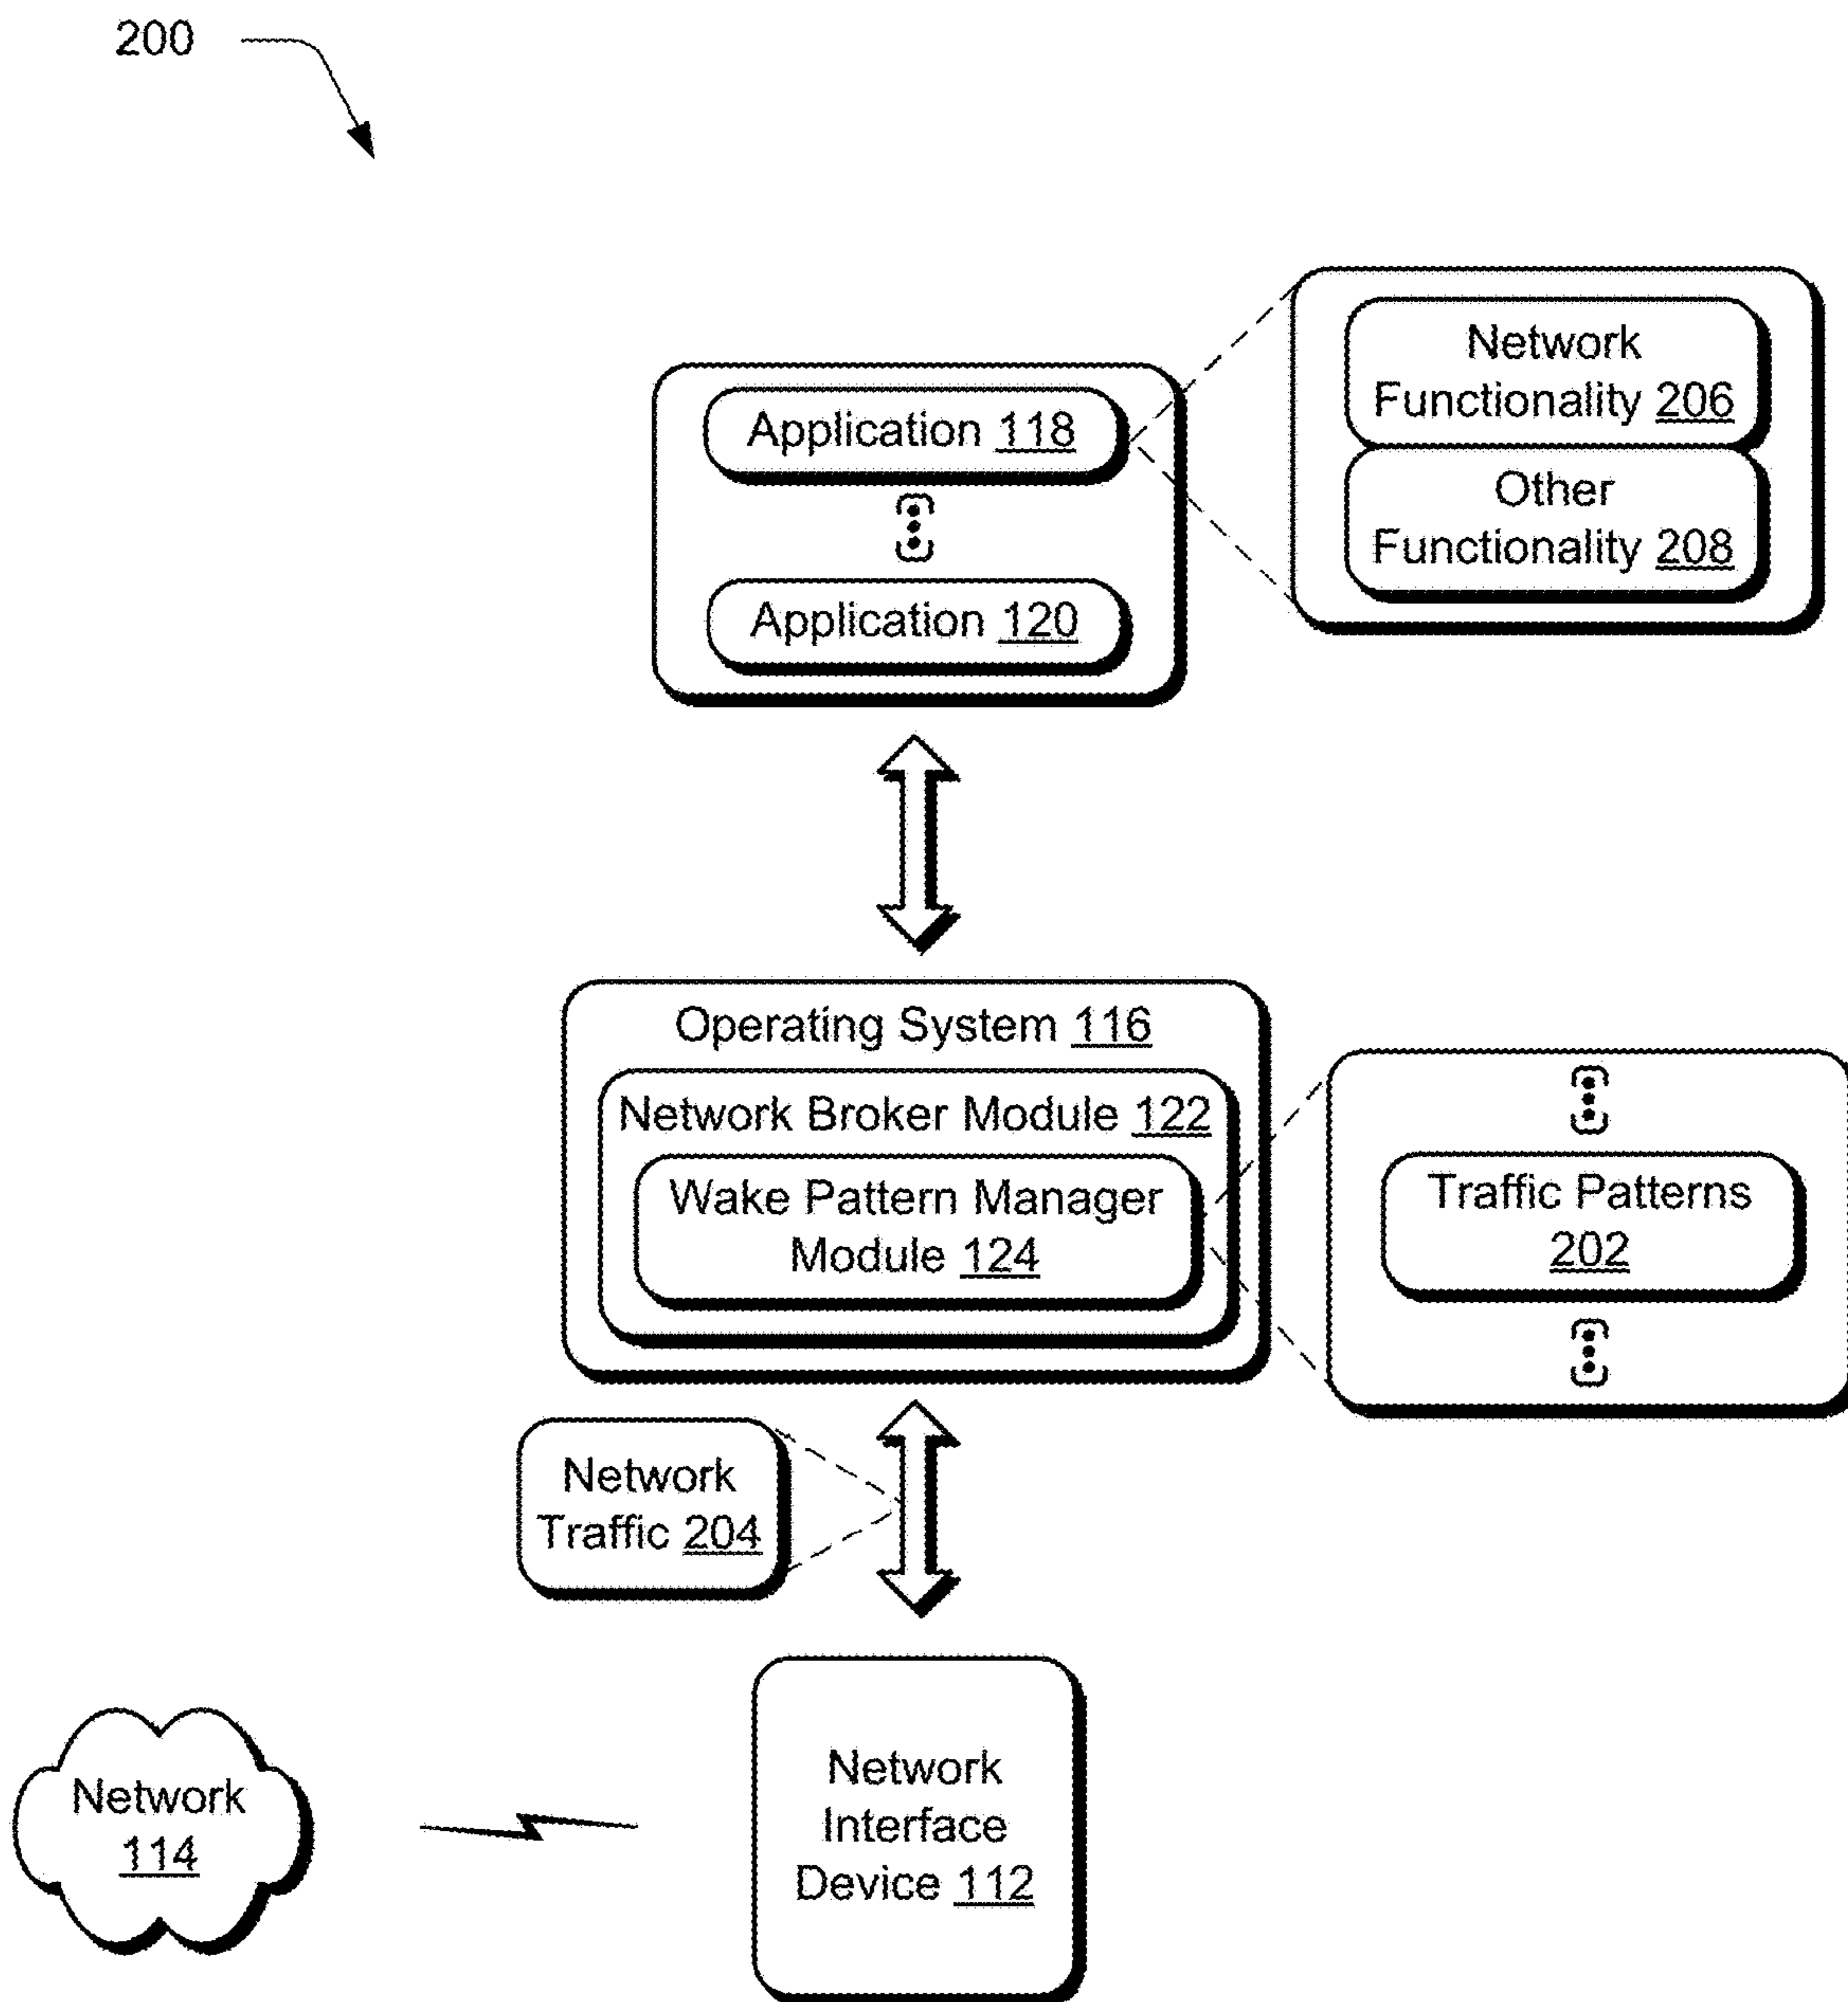 200
Network
Functionality 206
Other
Functionality 208
Application 118
Application 120
Operating System 116
Network Broker Module 122
Wake Pattern Manager
Module 124
Traffic Patterns
202
Network
Traffic 204
Network
114
Network
Interface
Device 112